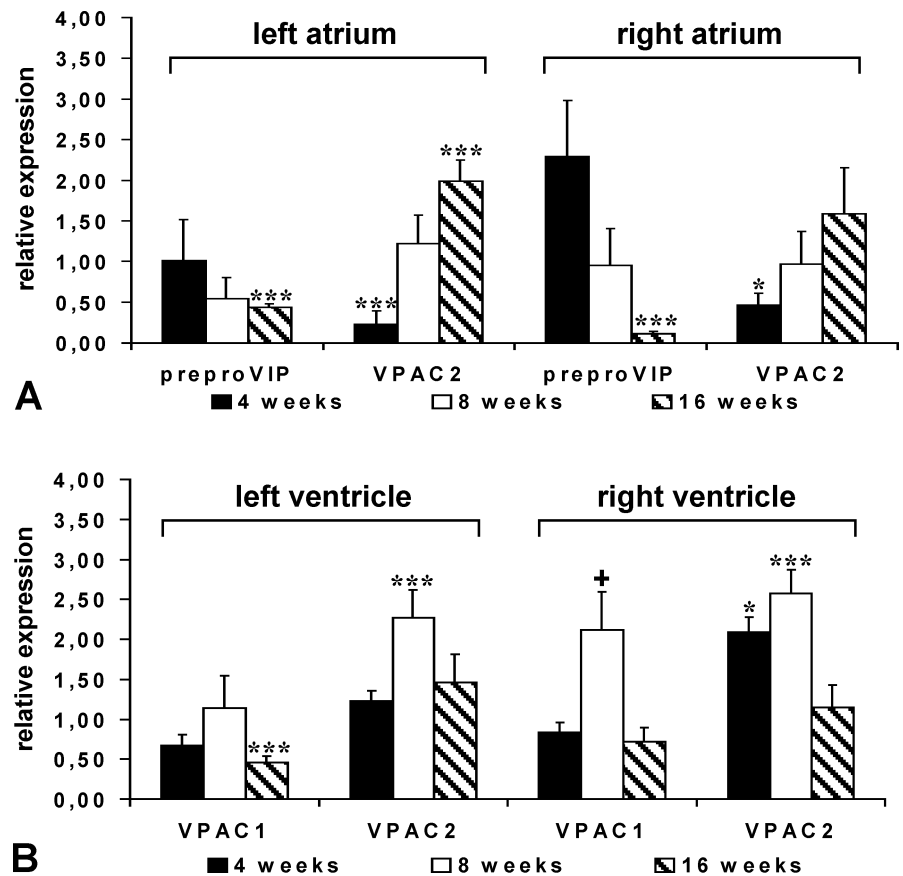 4,00
left atrium
right atrium
3,50
3,00
2,50
2,00
1,50
1,00
0,50
0,00
relative expression
***
***
***
***
*
preproVIP
VPAC2
preproVIP
VPAC2
A
4 weeks
8 weeks
16 weeks
4,00
left ventricle
right ventricle
3,50
3,00
2,50
2,00
1,50
1,00
0,50
0,00
relative expression
***
***
+
*
***
VPAC1
VPAC2
VPAC1
VPAC2
B
4 weeks
8 weeks
16 weeks